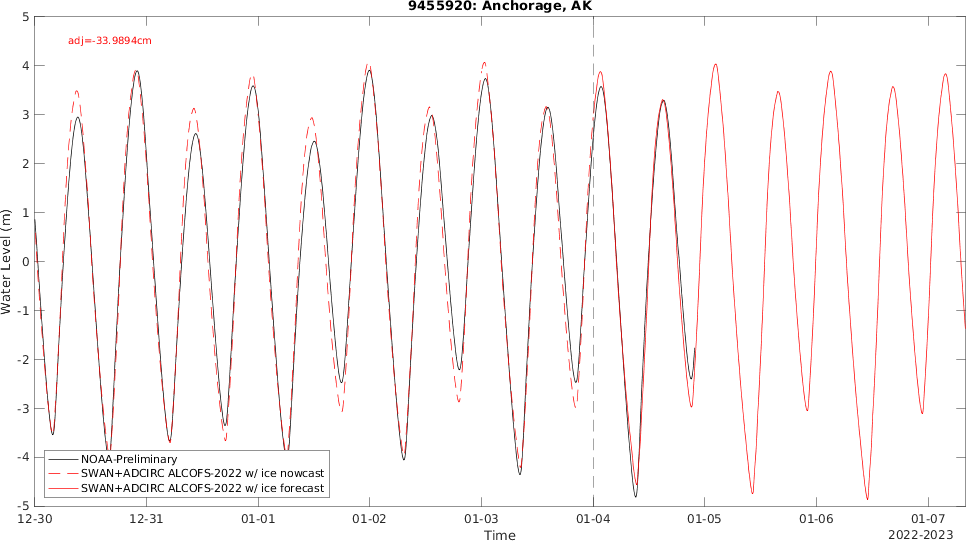 9455920: Anchorage, AK
adj=-33.9894cm
5
4
3
2
1
0
-1
-2
-3
-4
-5
Water Level (m)
NOAA-Preliminary
SWAN+ADCIRC ALCOFS-2022 w/ ice nowcast
SWAN+ADCIRC ALCOFS-2022 w/ ice forecast
12-30 12-31 01-01 01-02 01-03 01-04 01-05 01-06 01-07
Time
2022-2023